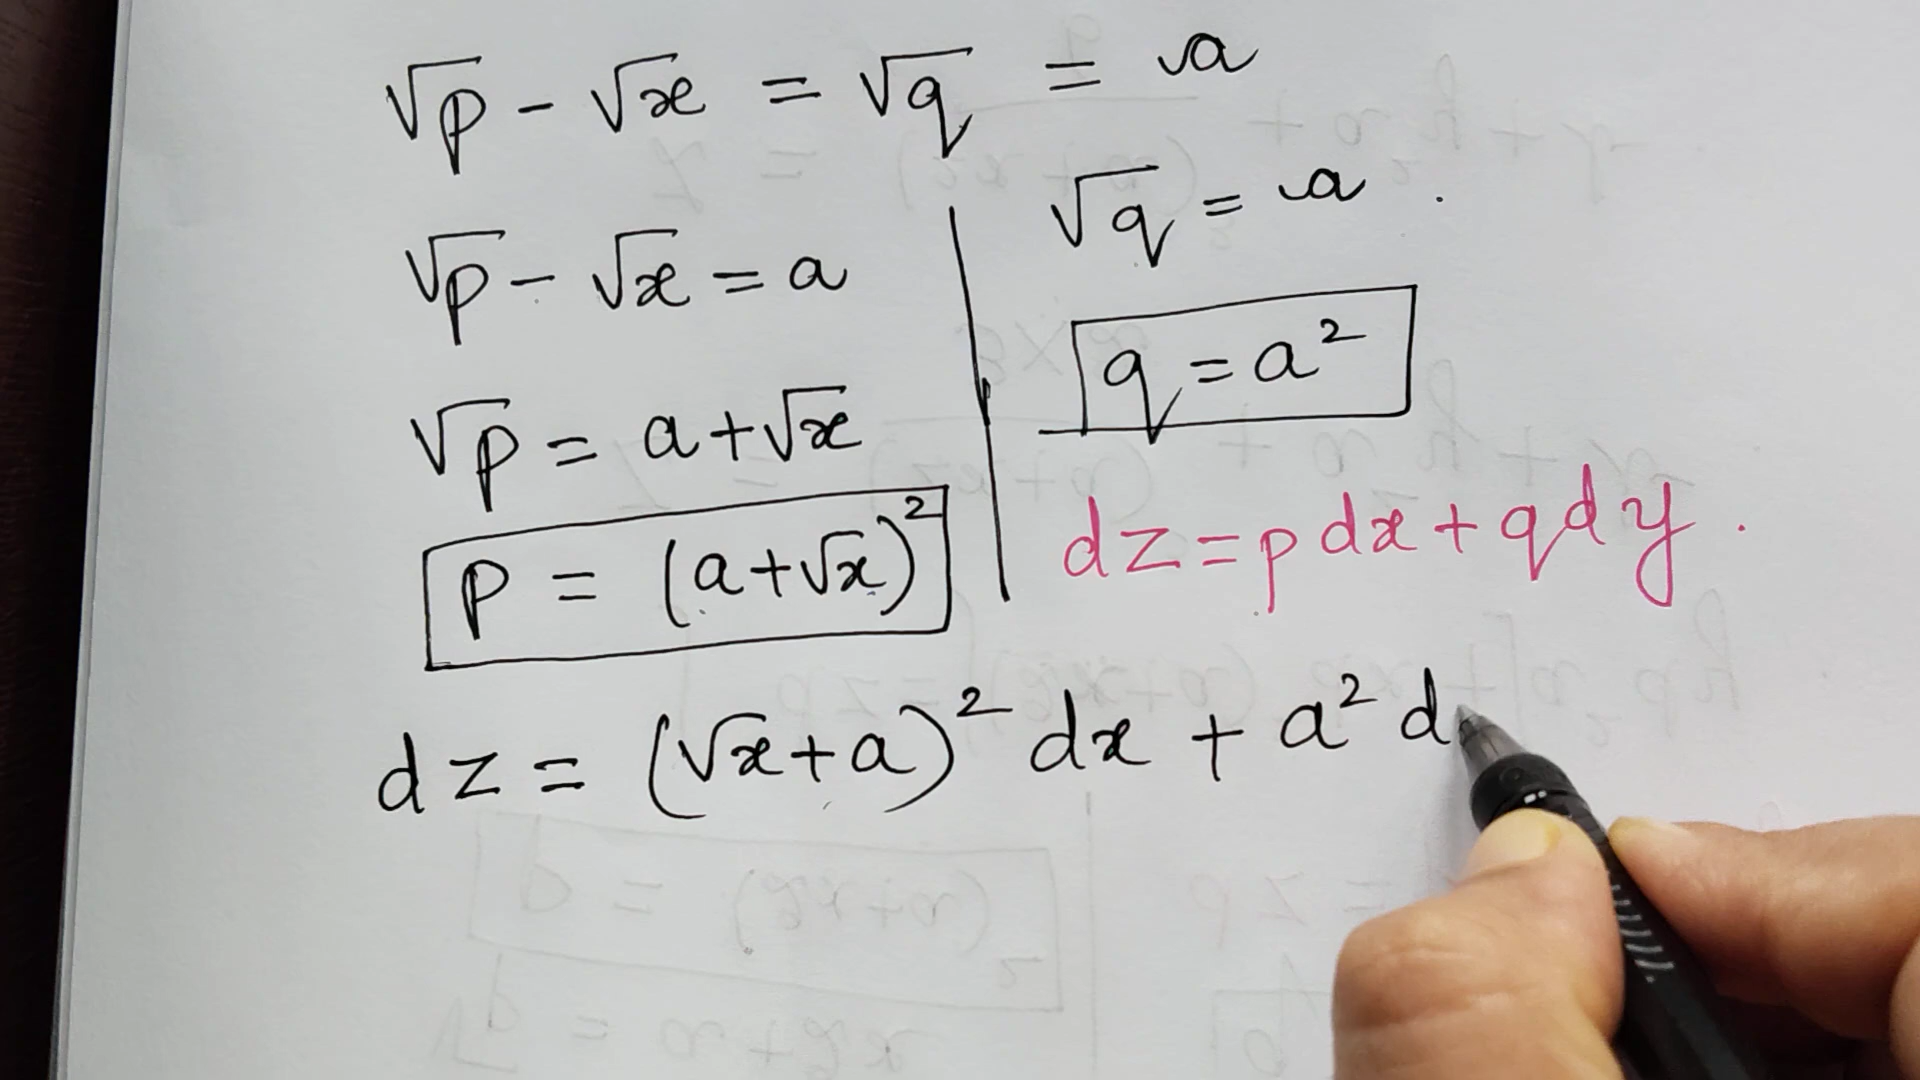 √p - √x = √q = a
√p - √x = a
√p = a+√x
p = (a+√x)²
√q = a.
q = a²
dz = p dx + q dy.
dz = (√x+a)² dx + a² d